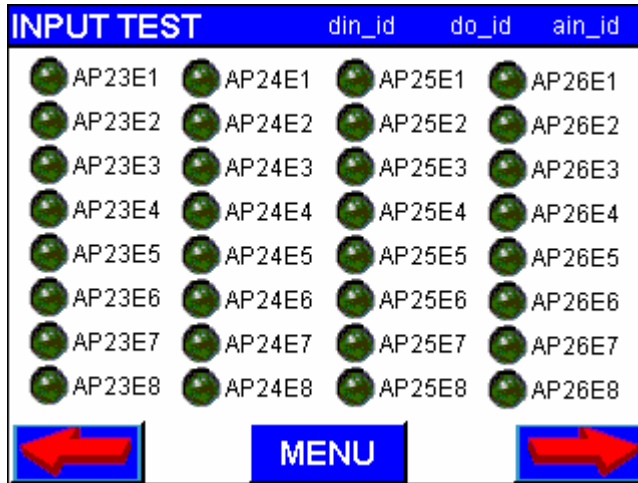 INPUT TEST din_id do_id ain_id
AP23E1 AP24E1 AP25E1 AP26E1
AP23E2 AP24E2 AP25E2 AP26E2
AP23E3 AP24E3 AP25E3 AP26E3
AP23E4 AP24E4 AP25E4 AP26E4
AP23E5 AP24E5 AP25E5 AP26E5
AP23E6 AP24E6 AP25E6 AP26E6
AP23E7 AP24E7 AP25E7 AP26E7
AP23E8 AP24E8 AP25E8 AP26E8
MENU